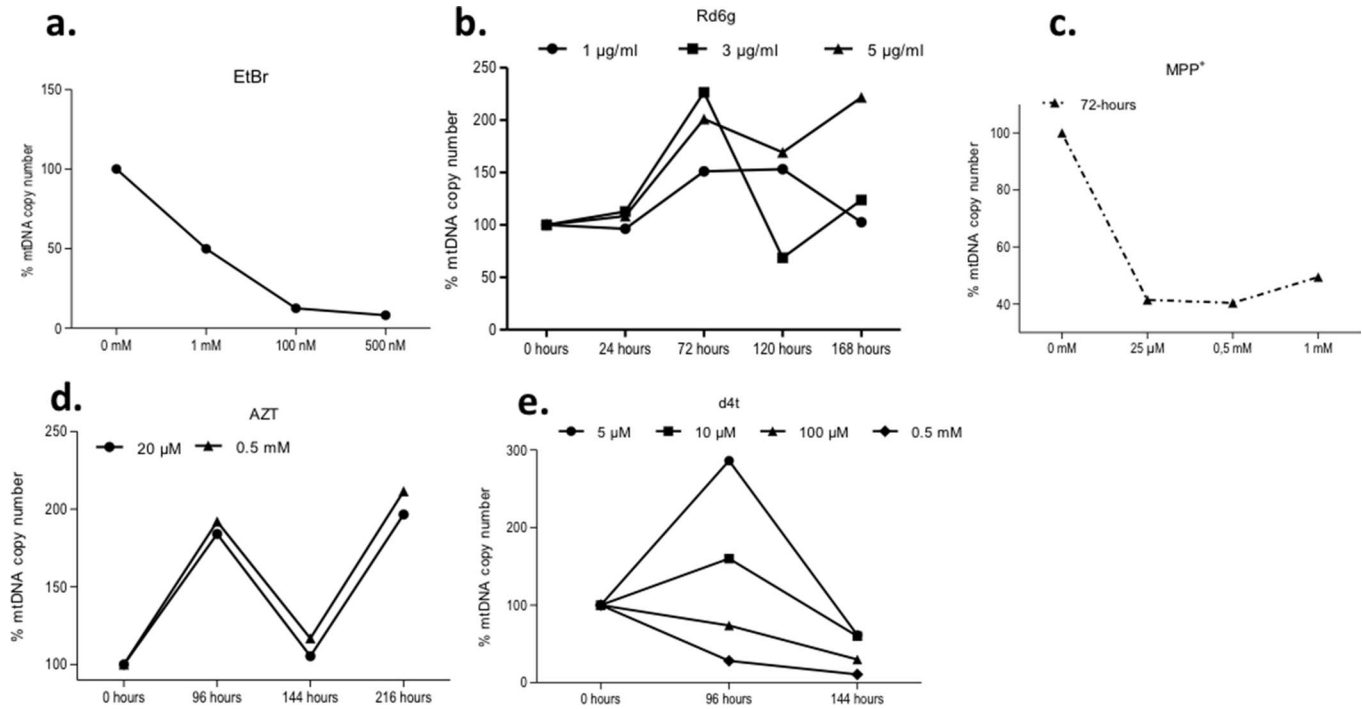 a.
EtBr
% mtDNA copy number
150
100
50
0
0 mM 1 mM 100 nM 500 nM
b.
Rd6g
1 µg/ml 3 µg/ml 5 µg/ml
% mtDNA copy number
250
200
150
100
50
0
0 hours 24 hours 72 hours 120 hours 168 hours
c.
MPP+
72-hours
% mtDNA copy number
100
80
60
40
0 mM 25 µM 0,5 mM 1 mM
d.
AZT
20 µM 0.5 mM
% mtDNA copy number
250
200
150
100
0 hours 96 hours 144 hours 216 hours
e.
d4t
5 µM 10 µM 100 µM 0.5 mM
% mtDNA copy number
300
200
100
0
0 hours 96 hours 144 hours